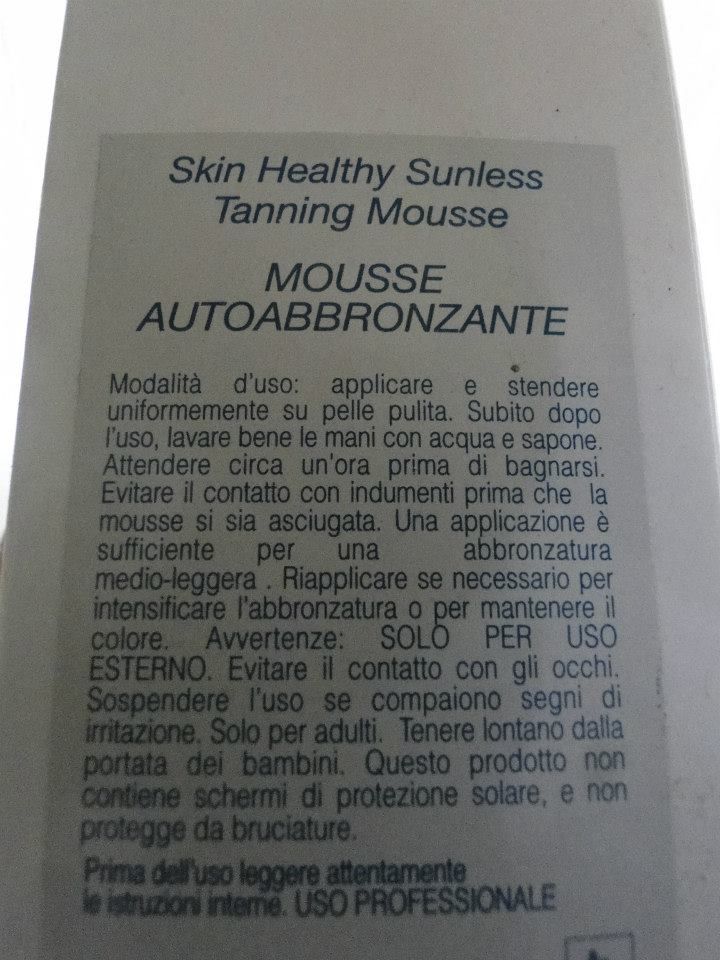 Skin Healthy Sunless
Tanning Mousse
MOUSSE
AUTOABBRONZANTE
Modalità d'uso: applicare e stendere
uniformemente su pelle pulita. Subito dopo
l'uso, lavare bene le mani con acqua e sapone.
Attendere circa un'ora prima di bagnarsi.
Evitare il contatto con indumenti prima che la
mousse si sia asciugata. Una applicazione è
sufficiente per una abbronzatura
medio-leggera . Riapplicare se necessario per
intensificare l'abbronzatura o per mantenere il
colore. Avvertenze: SOLO PER USO
ESTERNO. Evitare il contatto con gli occhi.
Sospendere l'uso se compaiono segni di
irritazione. Solo per adulti. Tenere lontano dalla
portata dei bambini. Questo prodotto non
contiene schermi di protezione solare, e non
protegge da bruciature.
Prima dell'uso leggere attentamente
le istruzioni interne. USO PROFESSIONALE